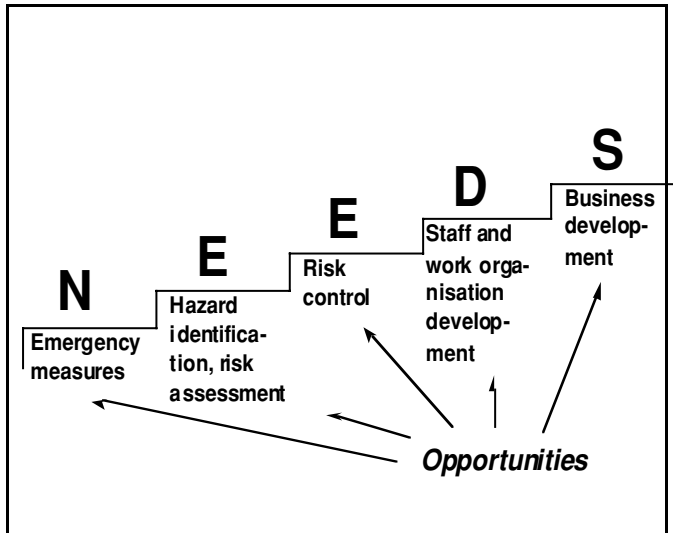 N
E
E
D
S
Emergency
measures
Hazard
identifica-
tion, risk
assessment
Risk
control
Staff and
work orga-
nisation
develop-
ment
Business
develop-
ment
Opportunities